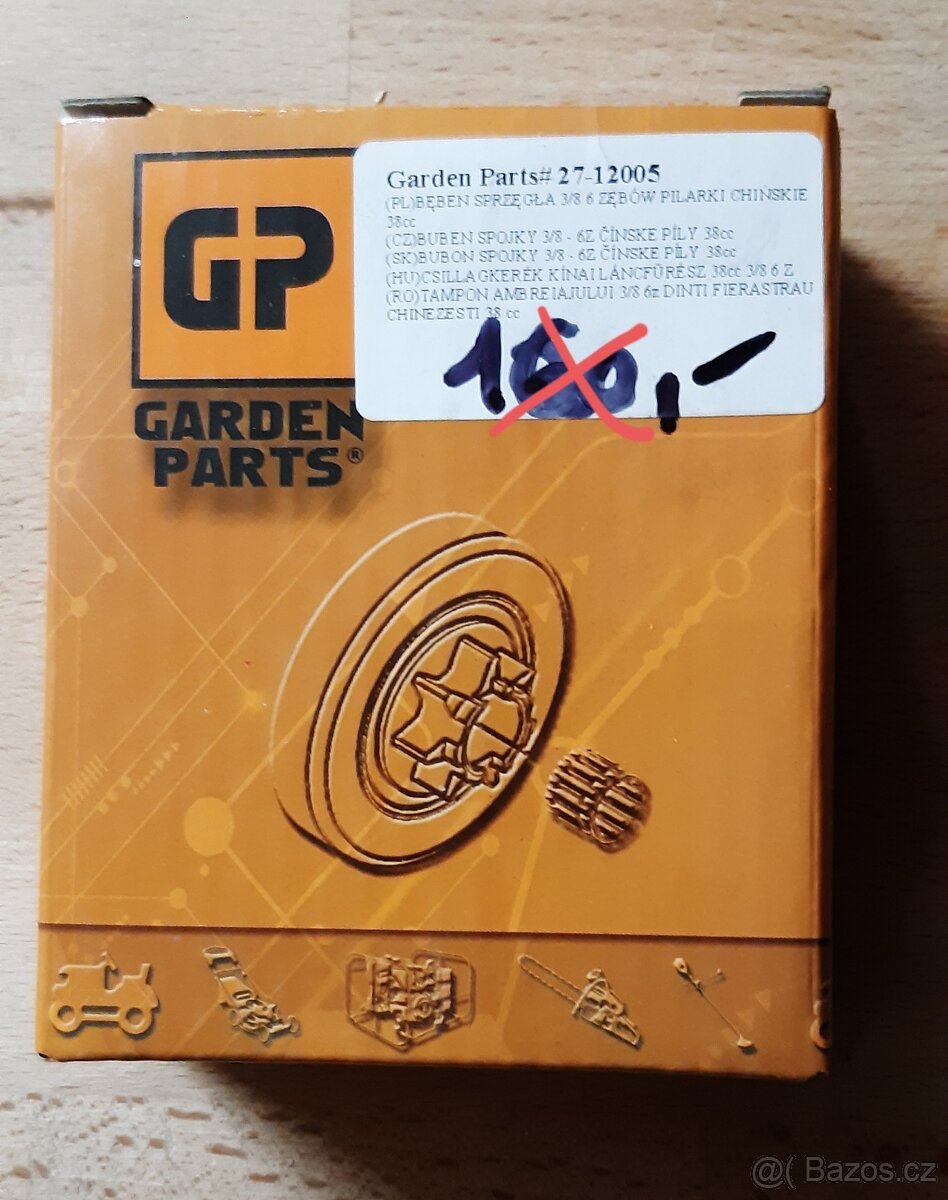 GP
GARDEN
PARTS®
Garden Parts# 27-12005
(PL)BĘBEN SPRZĘGŁA 3/8 6 ZĘBÓW PILARKI CHIŃSKIE
38cc
(CZ)BUBEN SPOJKY 3/8 - 6Z ČÍNSKE PÍLY 38cc
(SK)BUBON SPOJKY 3/8 - 6Z ČÍNSKE PÍLY 38cc
(HU)CSILLAGKERÉK KÍNAI LÁNCFŰRÉSZ 38cc 3/8 6 Z
(RO)TAMPON AMBREIAJULUI 3/8 6z DINTI FIERASTRAU
CHINEZESTI 38 cc
160,-
@( Bazos.cz